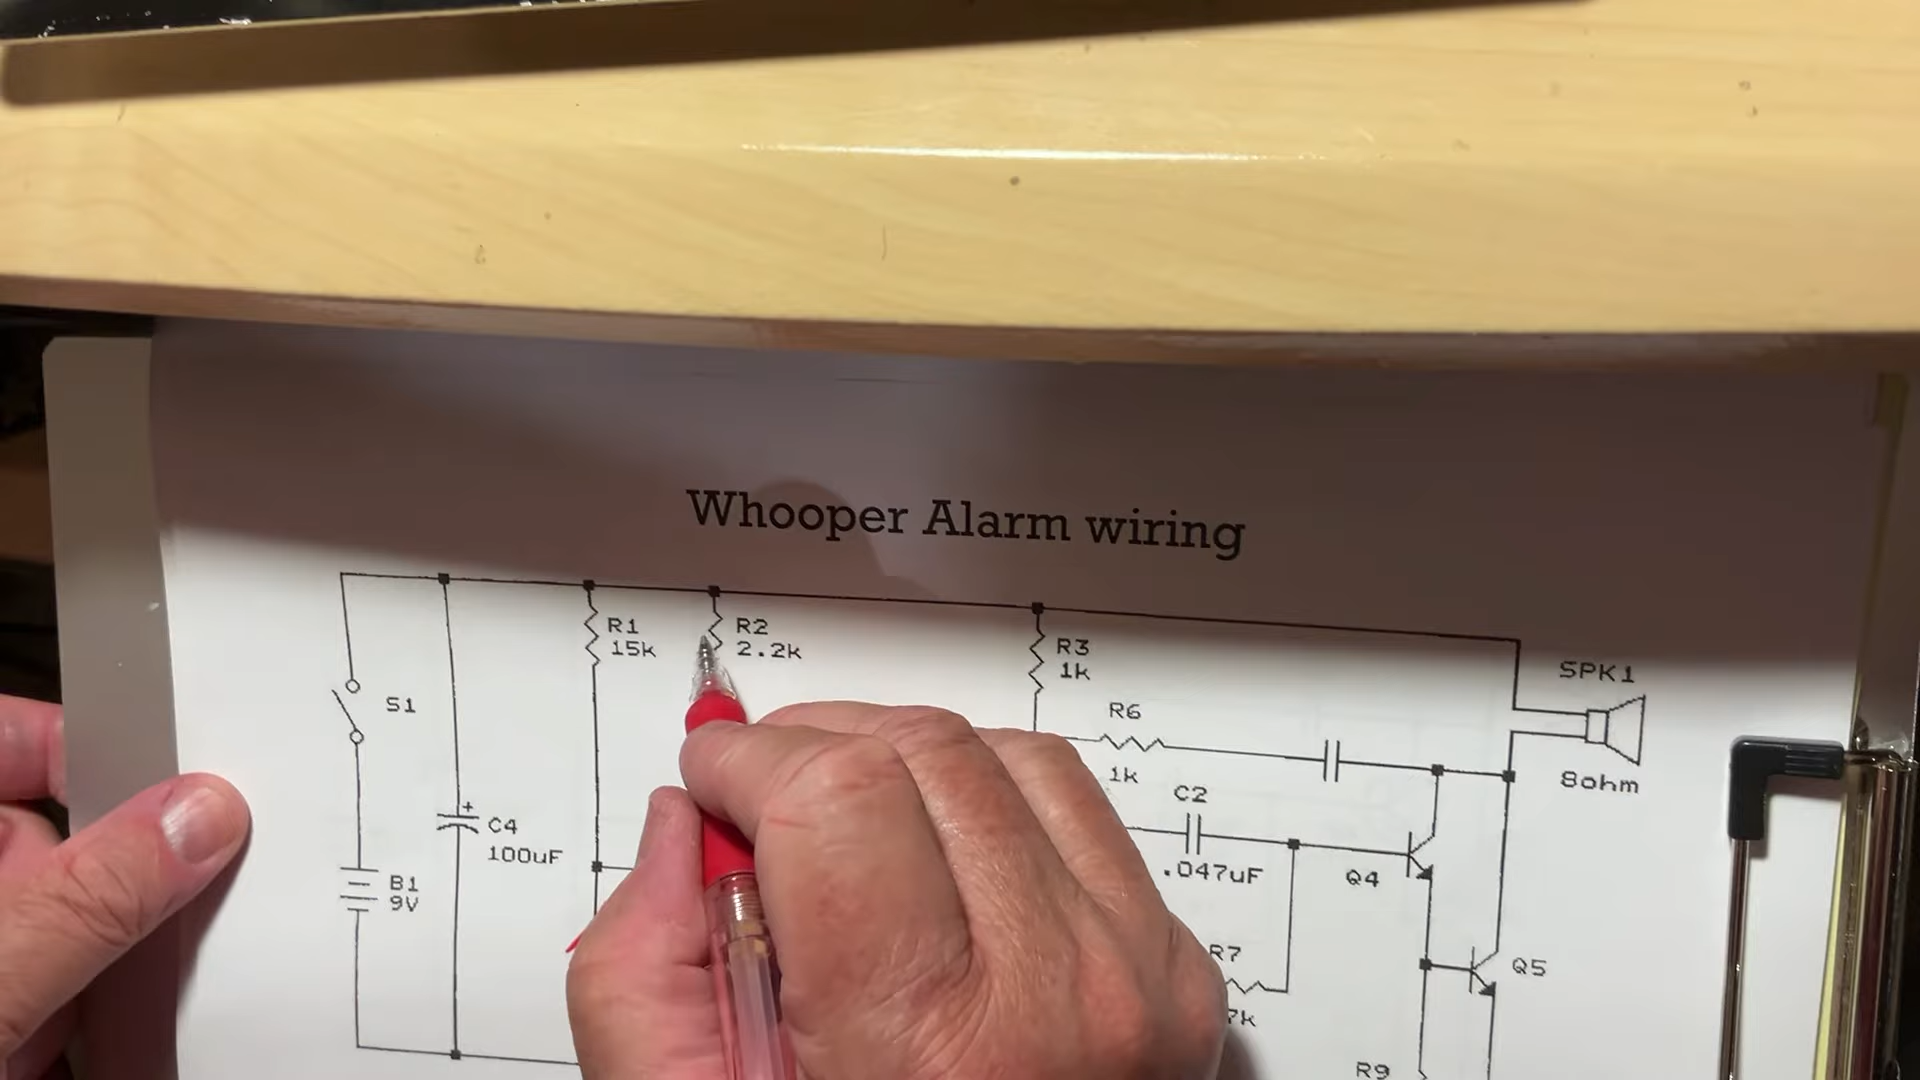 Whooper Alarm wiring
R1
15k
R2
2.2k
R3
1k
SPK1
8ohm
S1
R6
1k
C2
.047uF
+
C4
100uF
B1
9V
Q4
R7
7k
Q5
R9